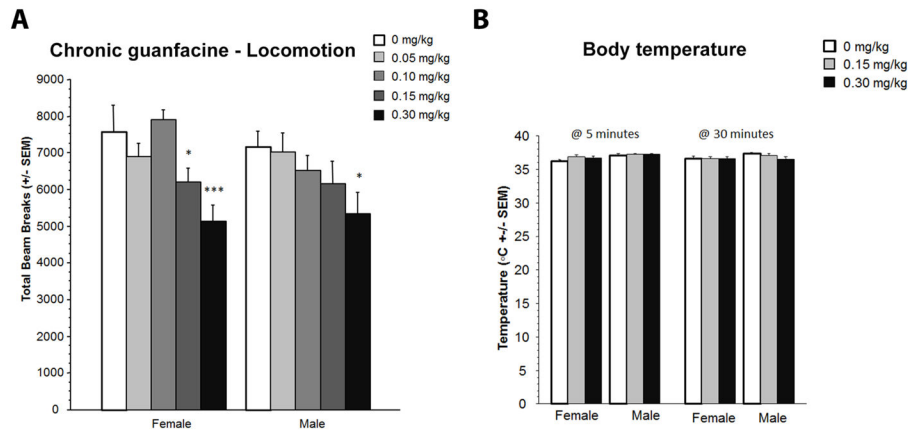 A
Chronic guanfacine - Locomotion
0 mg/kg
0.05 mg/kg
0.10 mg/kg
0.15 mg/kg
0.30 mg/kg
Total Beam Breaks (+/- SEM)
9000
8000
7000
6000
5000
4000
3000
2000
1000
0
*
***
*
Female
Male
B
Body temperature
0 mg/kg
0.15 mg/kg
0.30 mg/kg
@ 5 minutes
@ 30 minutes
Temperature (◦C +-/- SEM)
40
35
30
25
20
15
10
5
0
Female
Male
Female
Male